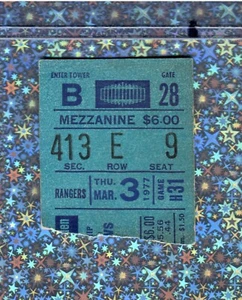 ENTER TOWER GATE
B 28
MEZZANINE $6.00
413 E 9
SEC. ROW SEAT
RANGERS THU. MAR. 3 1977 GAME H31
$6.00